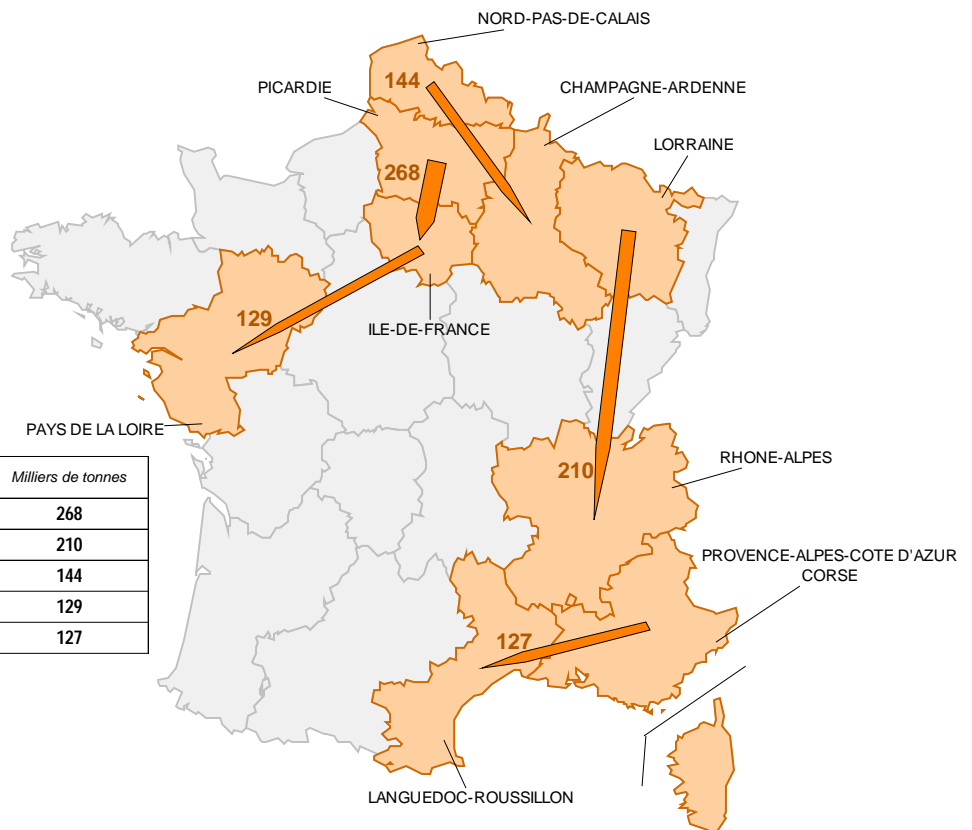 NORD-PAS-DE-CALAIS
144
PICARDIE
CHAMPAGNE-ARDENNE
LORRAINE
268
129
ILE-DE-FRANCE
PAYS DE LA LOIRE
210
RHONE-ALPES
Milliers de tonnes
268
210
144
129
127
PROVENCE-ALPES-COTE D'AZUR
CORSE
127
LANGUEDOC-ROUSSILLON